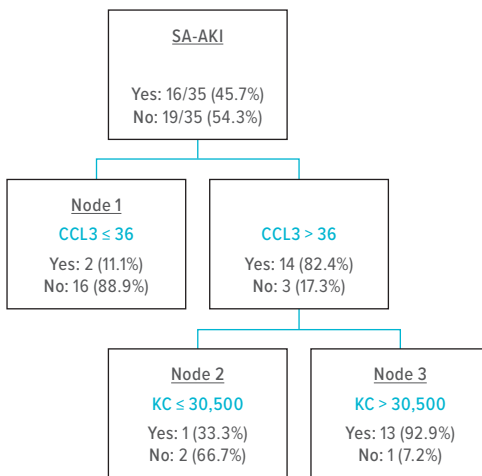 SA-AKI
Yes: 16/35 (45.7%)
No: 19/35 (54.3%)
Node 1
CCL3 ≤ 36
Yes: 2 (11.1%)
No: 16 (88.9%)
CCL3 > 36
Yes: 14 (82.4%)
No: 3 (17.3%)
Node 2
KC ≤ 30,500
Yes: 1 (33.3%)
No: 2 (66.7%)
Node 3
KC > 30,500
Yes: 13 (92.9%)
No: 1 (7.2%)